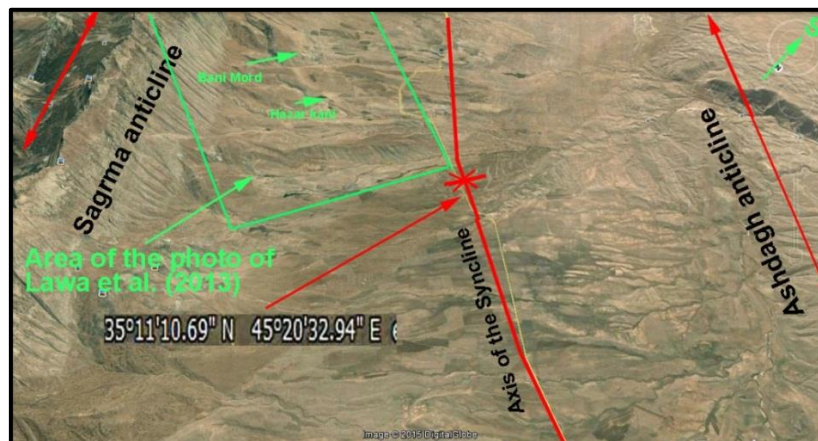 Sagrma anticline
Bani Mord
Hazar kani
Ashdagh anticline
Area of the photo of
Lawa et al. (2013)
35°11'10.69" N 45°20'32.94" E
Axis of the Syncline
Image © 2015 DigitalGlobe